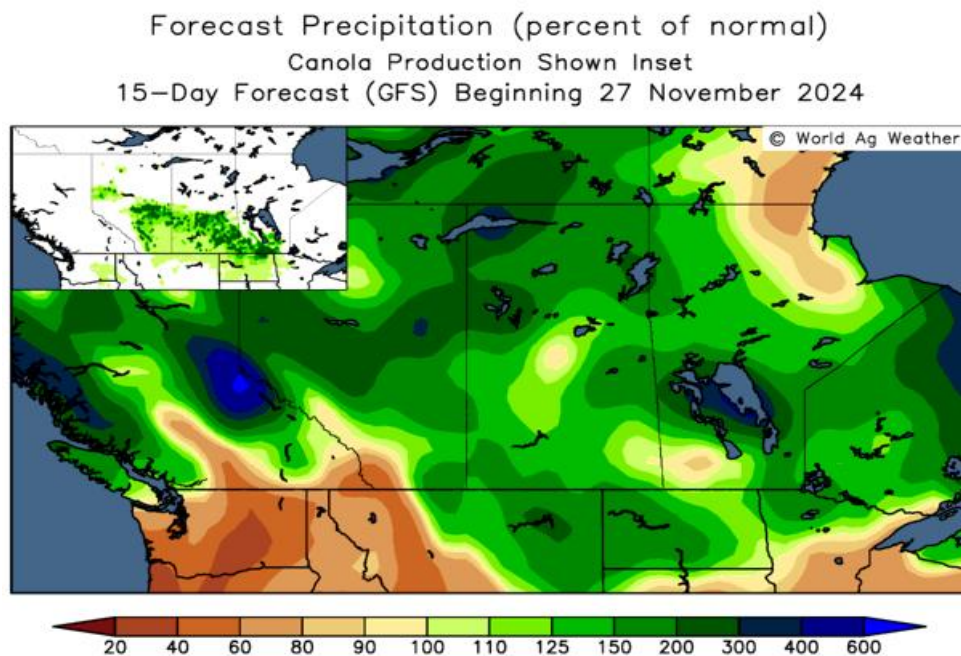 Forecast Precipitation (percent of normal)
Canola Production Shown Inset
15-Day Forecast (GFS) Beginning 27 November 2024
© World Ag Weather
20 40 60 80 90 100 110 125 150 200 300 400 600